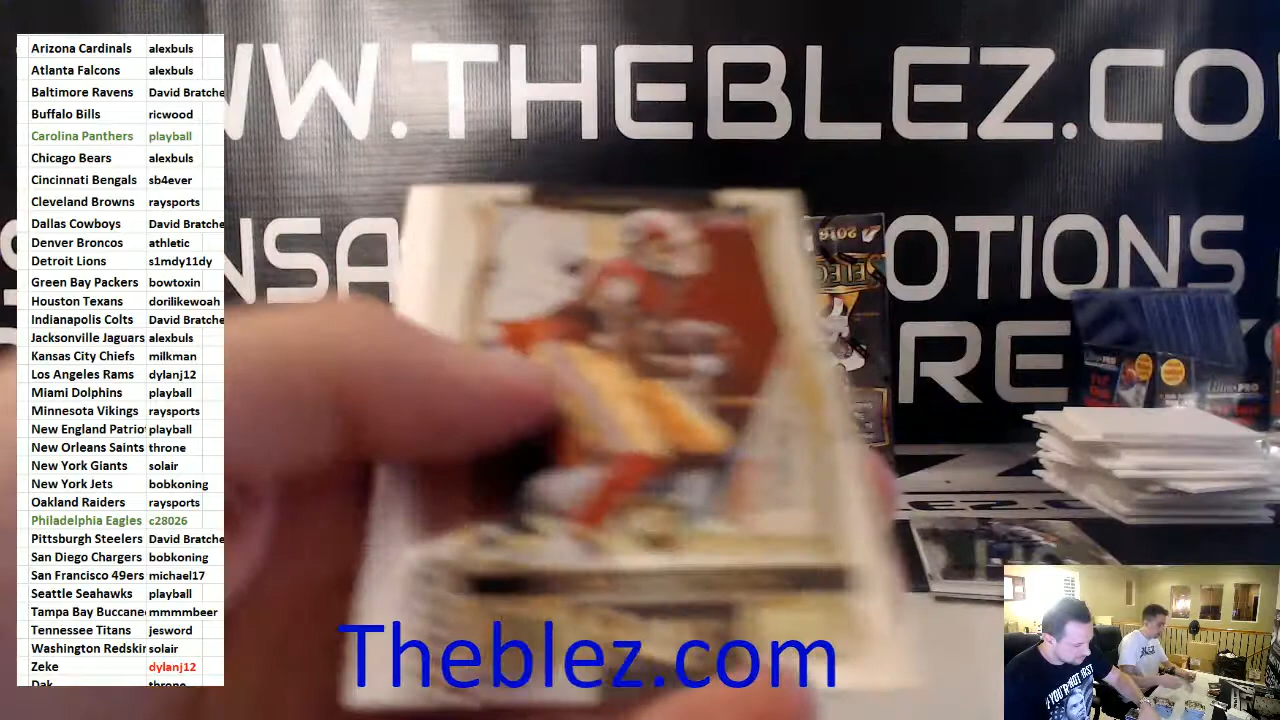 Arizona Cardinals alexbuls
Atlanta Falcons alexbuls
Baltimore Ravens David Bratche
Buffalo Bills ricwood
Carolina Panthers playball
Chicago Bears alexbuls
Cincinnati Bengals sb4ever
Cleveland Browns raysports
Dallas Cowboys David Bratche
Denver Broncos athletic
Detroit Lions s1mdy11dy
Green Bay Packers bowtoxin
Houston Texans dorilikewoah
Indianapolis Colts David Bratche
Jacksonville Jaguars alexbuls
Kansas City Chiefs milkman
Los Angeles Rams dylanj12
Miami Dolphins playball
Minnesota Vikings raysports
New England Patrio playball
New Orleans Saints throne
New York Giants solair
New York Jets bobkoning
Oakland Raiders raysports
Philadelphia Eagles c28026
Pittsburgh Steelers David Bratche
San Diego Chargers bobkoning
San Francisco 49ers michael17
Seattle Seahawks playball
Tampa Bay Buccane mmmmbeer
Tennessee Titans jesword
Washington Redskin solair
Zeke dylanj12
Dak throne
WW.THEBLEZ.CO
NSA OTIONS
RE
2016
Theblez.com